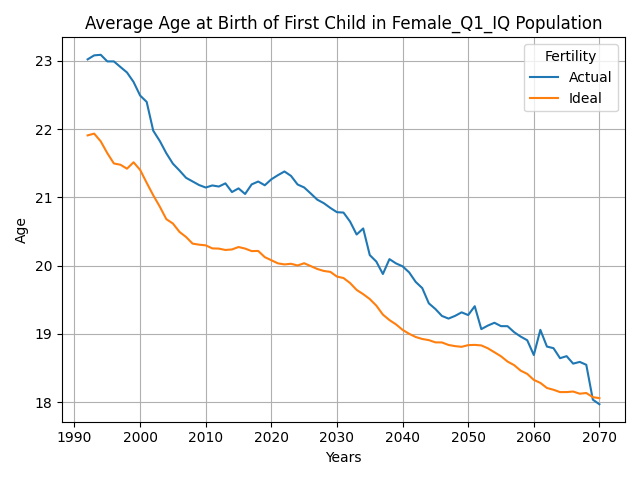 Average Age at Birth of First Child in Female_Q1_IQ Population
Fertility
Actual
Ideal
Age
23
22
21
20
19
18
1990
2000
2010
2020
2030
2040
2050
2060
2070
Years